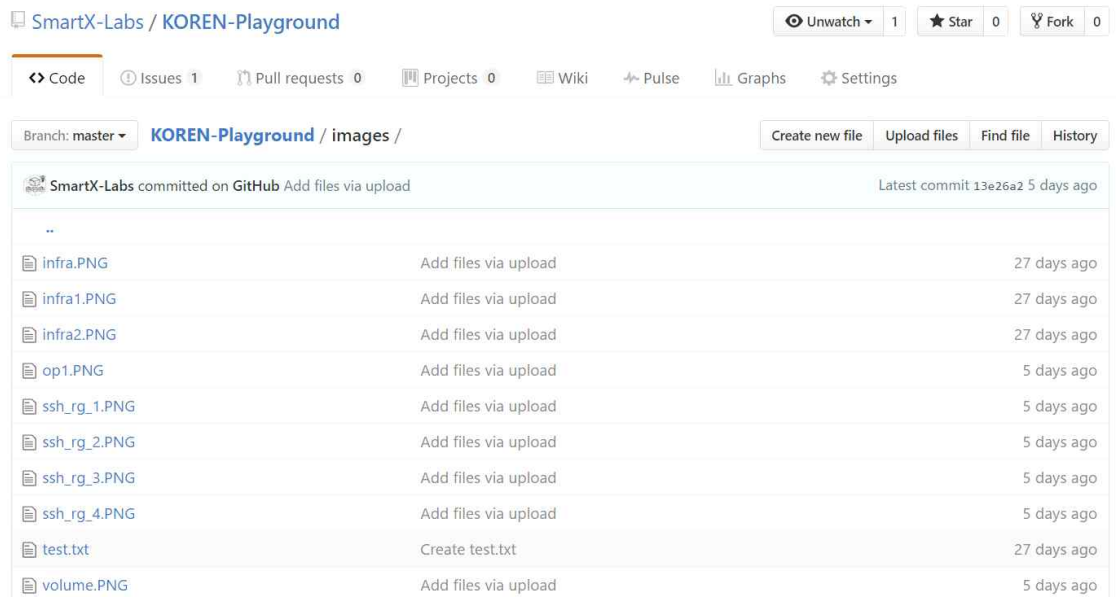 SmartX-Labs / KOREN-Playground Unwatch 1 Star 0 Fork 0
Code Issues 1 Pull requests 0 Projects 0 Wiki Pulse Graphs Settings
Branch: master KOREN-Playground / images / Create new file Upload files Find file History
SmartX-Labs committed on GitHub Add files via upload Latest commit 13e26a2 5 days ago
..
infra.PNG Add files via upload 27 days ago
infra1.PNG Add files via upload 27 days ago
infra2.PNG Add files via upload 27 days ago
op1.PNG Add files via upload 5 days ago
ssh_rg_1.PNG Add files via upload 5 days ago
ssh_rg_2.PNG Add files via upload 5 days ago
ssh_rg_3.PNG Add files via upload 5 days ago
ssh_rg_4.PNG Add files via upload 5 days ago
test.txt Create test.txt 27 days ago
volume.PNG Add files via upload 5 days ago